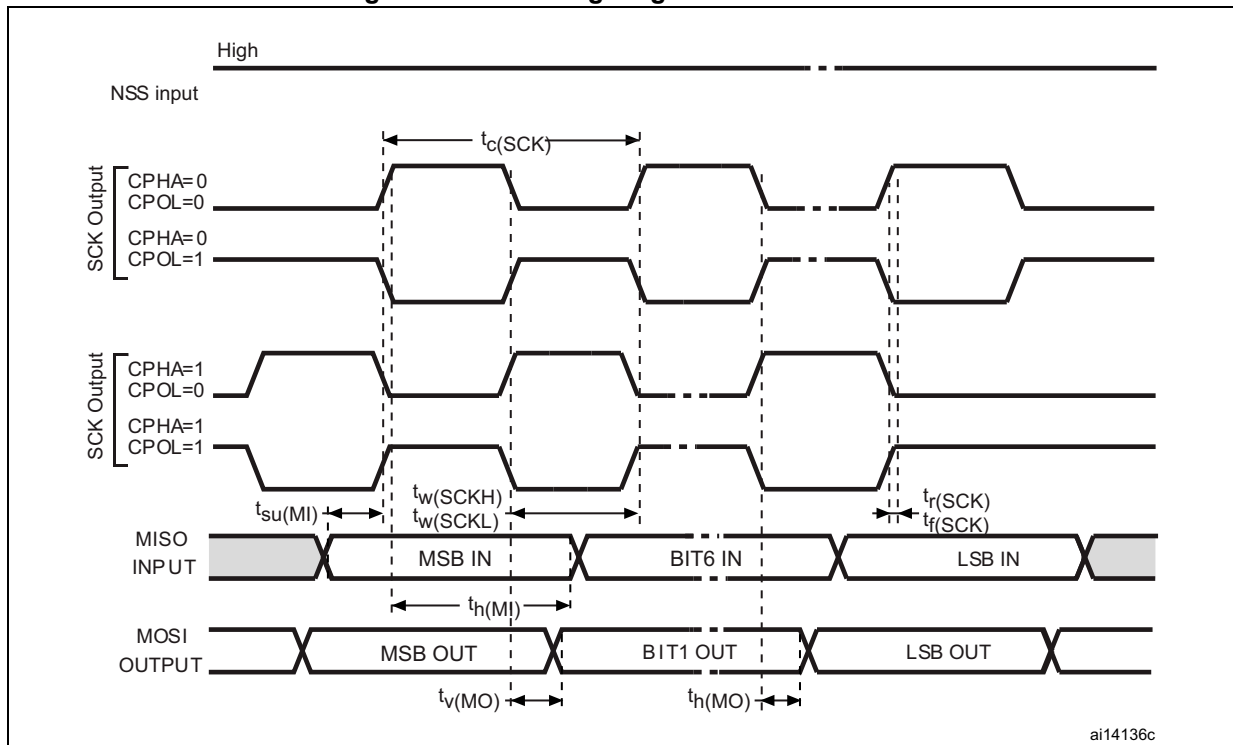 High
NSS input
tc(SCK)
SCK Output
CPHA=0
CPOL=0
CPHA=0
CPOL=1
SCK Output
CPHA=1
CPOL=0
CPHA=1
CPOL=1
tsu(MI)
tw(SCKH)
tw(SCKL)
tr(SCK)
tf(SCK)
MISO
INPUT
MSB IN
BIT6 IN
LSB IN
th(MI)
MOSI
OUTPUT
MSB OUT
BIT1 OUT
LSB OUT
tv(MO)
th(MO)
ai14136c